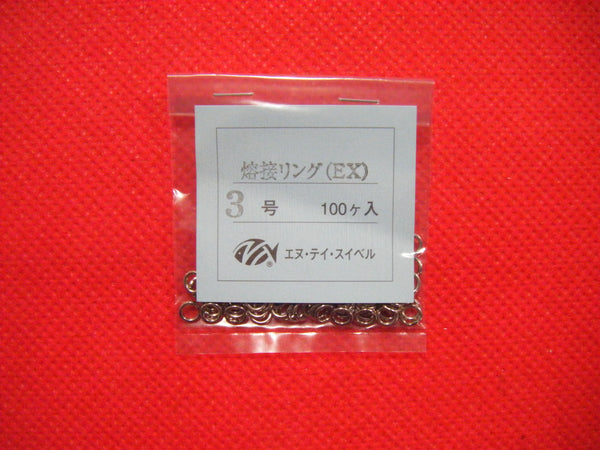 熔接リング(EX)
3 号 100ヶ入
® エヌ・テイ・スイベル